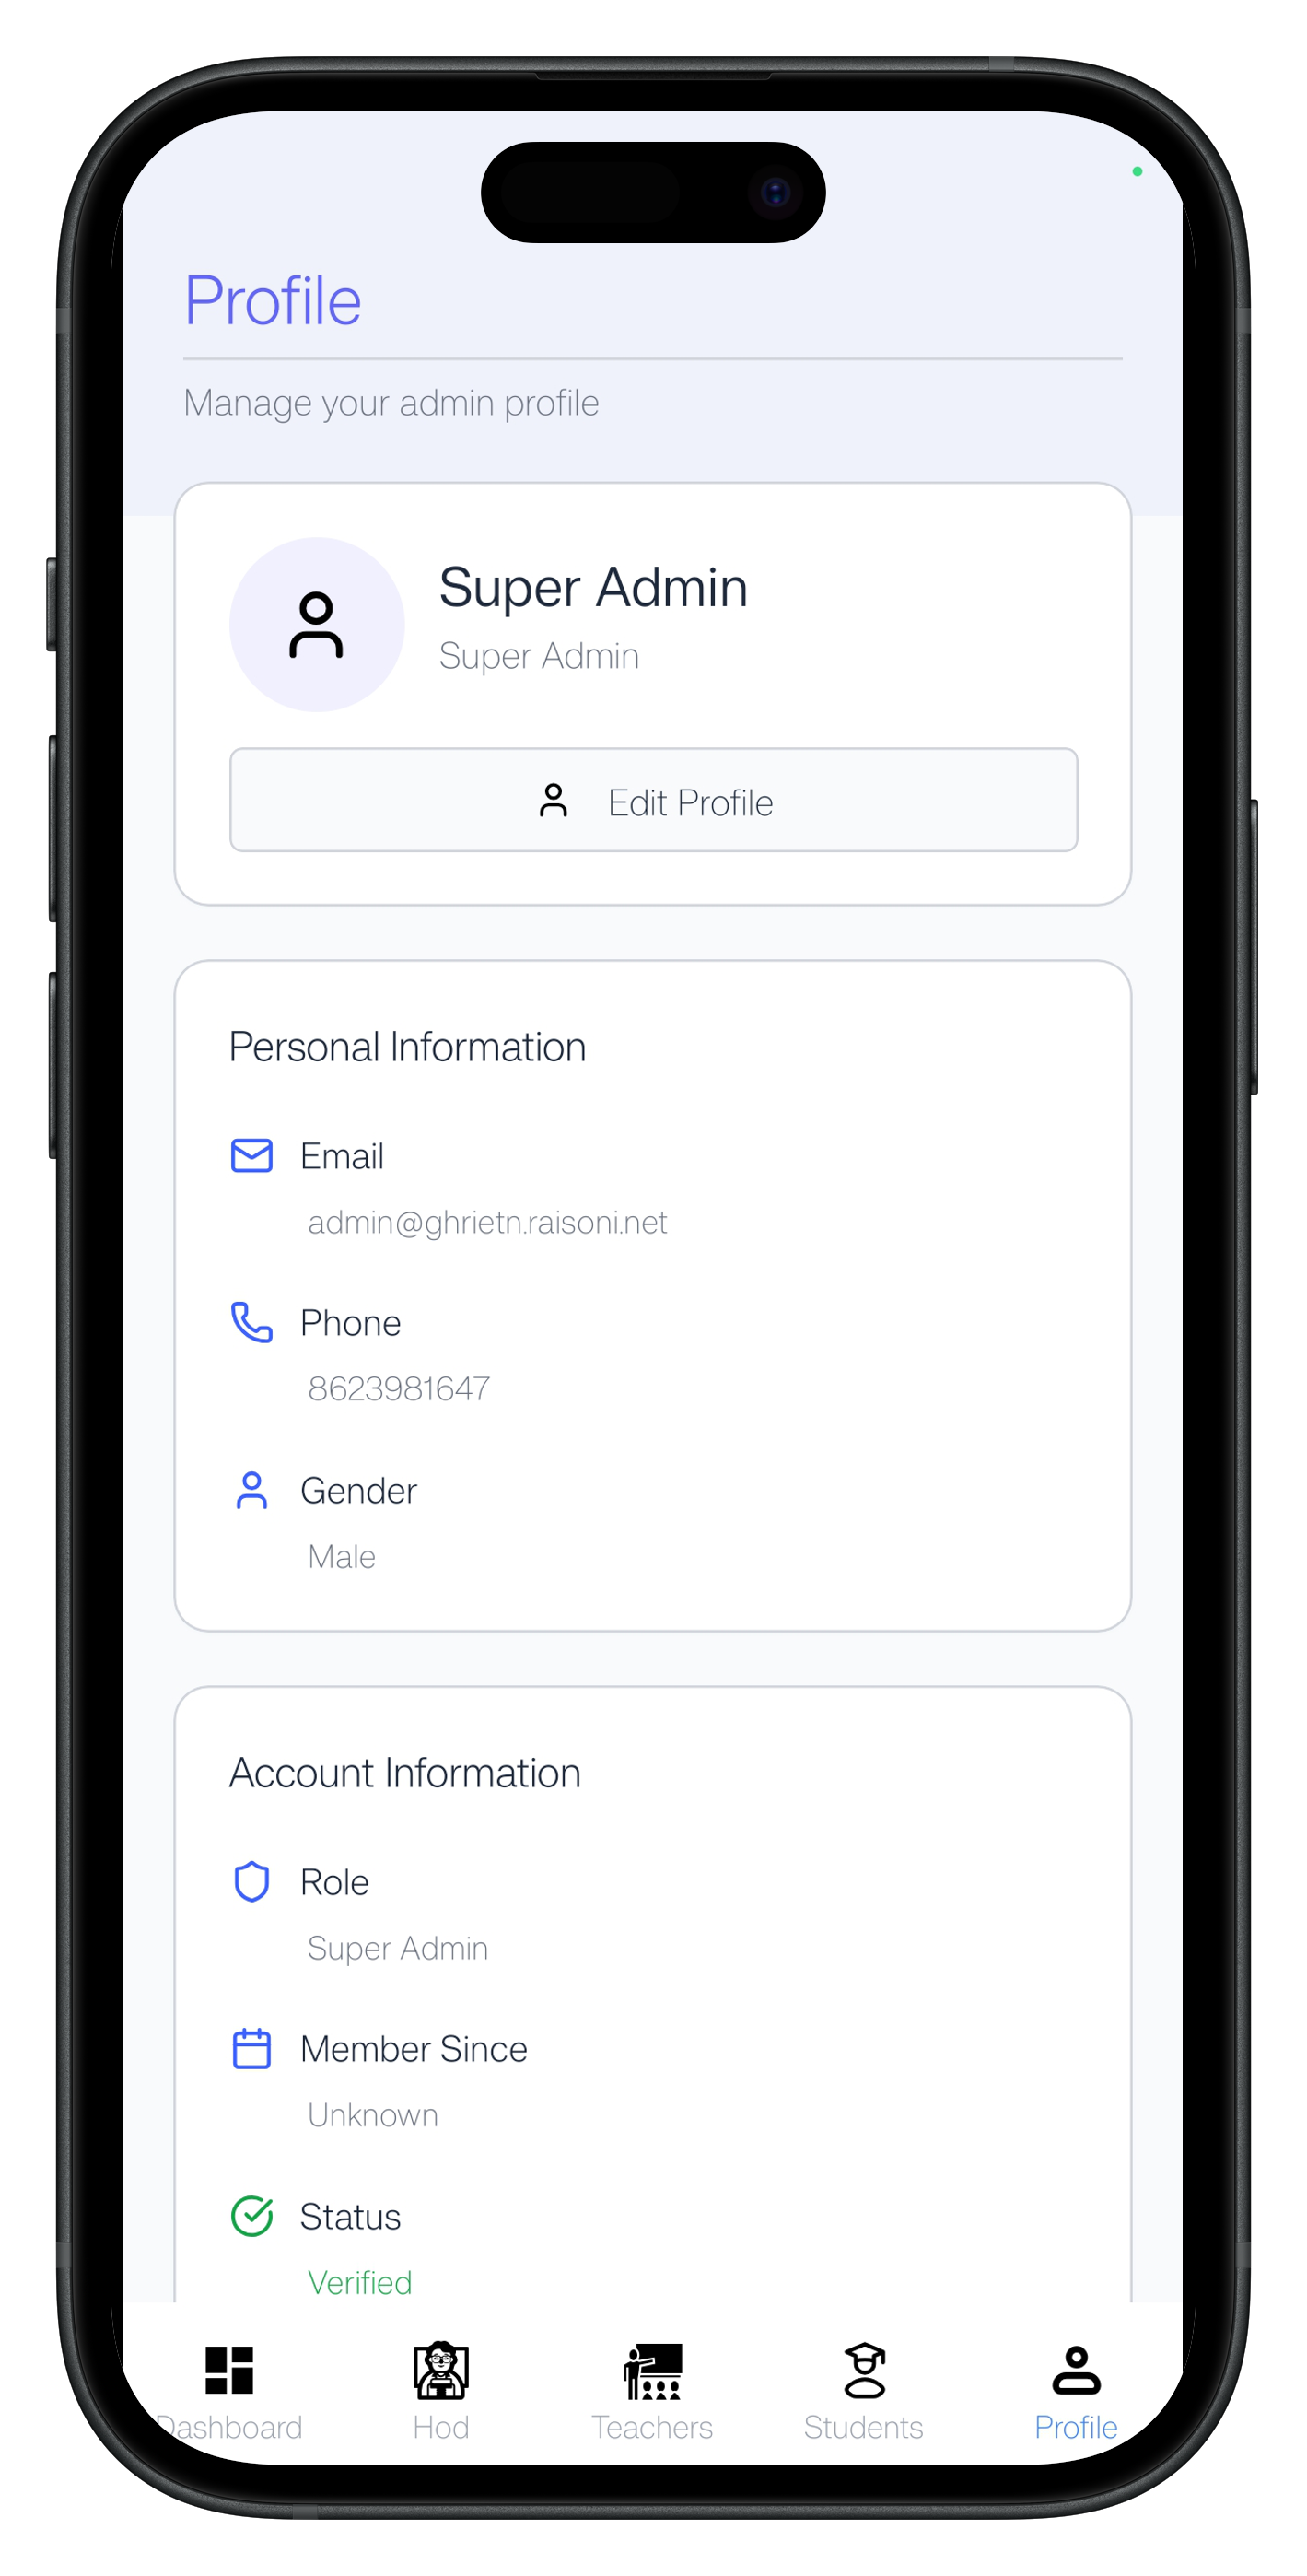 Profile
Manage your admin profile
Super Admin
Super Admin
Edit Profile
Personal Information
Email
admin@ghrietn.raisoni.net
Phone
8623981647
Gender
Male
Account Information
Role
Super Admin
Member Since
Unknown
Status
Verified
Dashboard Hod Teachers Students Profile